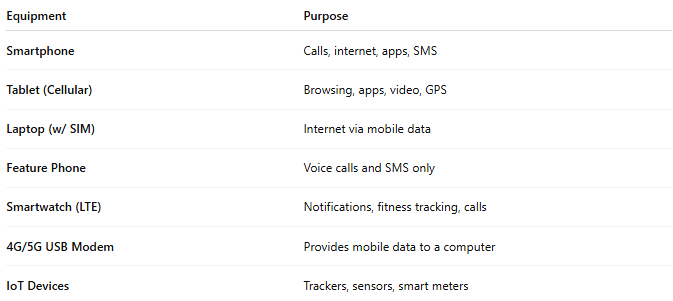 Equipment Purpose
Smartphone Calls, internet, apps, SMS
Tablet (Cellular) Browsing, apps, video, GPS
Laptop (w/ SIM) Internet via mobile data
Feature Phone Voice calls and SMS only
Smartwatch (LTE) Notifications, fitness tracking, calls
4G/5G USB Modem Provides mobile data to a computer
IoT Devices Trackers, sensors, smart meters